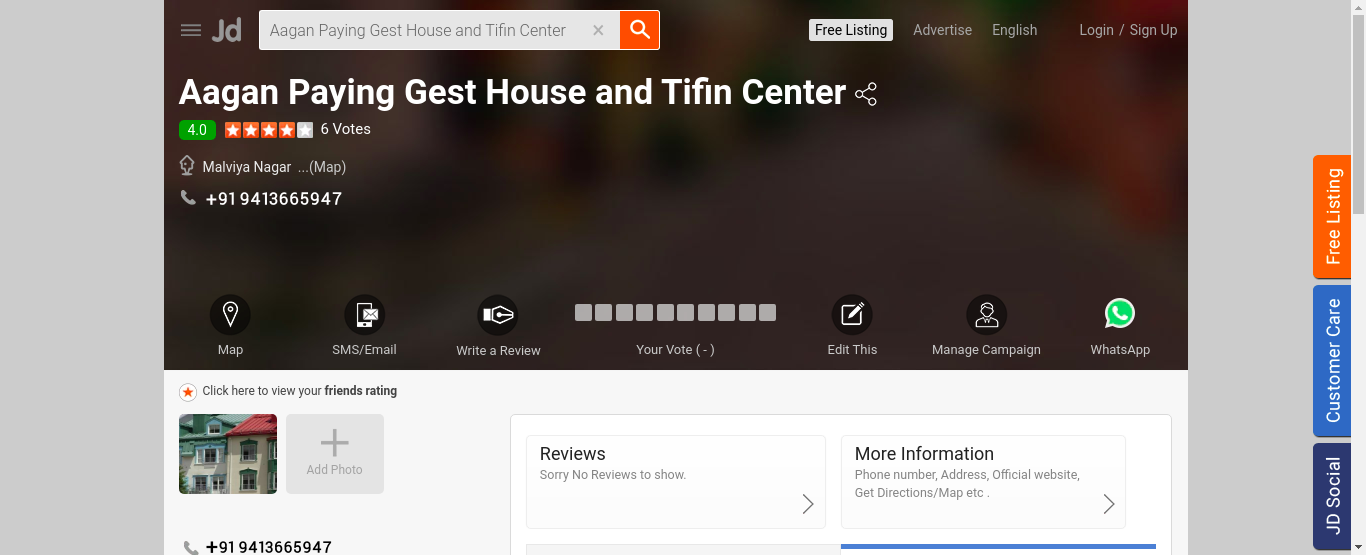 Jd
Aagan Paying Gest House and Tifin Center
Free Listing
Advertise
English
Login / Sign Up
Aagan Paying Gest House and Tifin Center
4.0
6 Votes
Malviya Nagar ...(Map)
+91 9413665947
Map
SMS/Email
Write a Review
Your Vote ( - )
Edit This
Manage Campaign
WhatsApp
Click here to view your friends rating
Add Photo
Reviews
Sorry No Reviews to show.
More Information
Phone number, Address, Official website,
Get Directions/Map etc .
+91 9413665947
Free Listing
Customer Care
JD Social